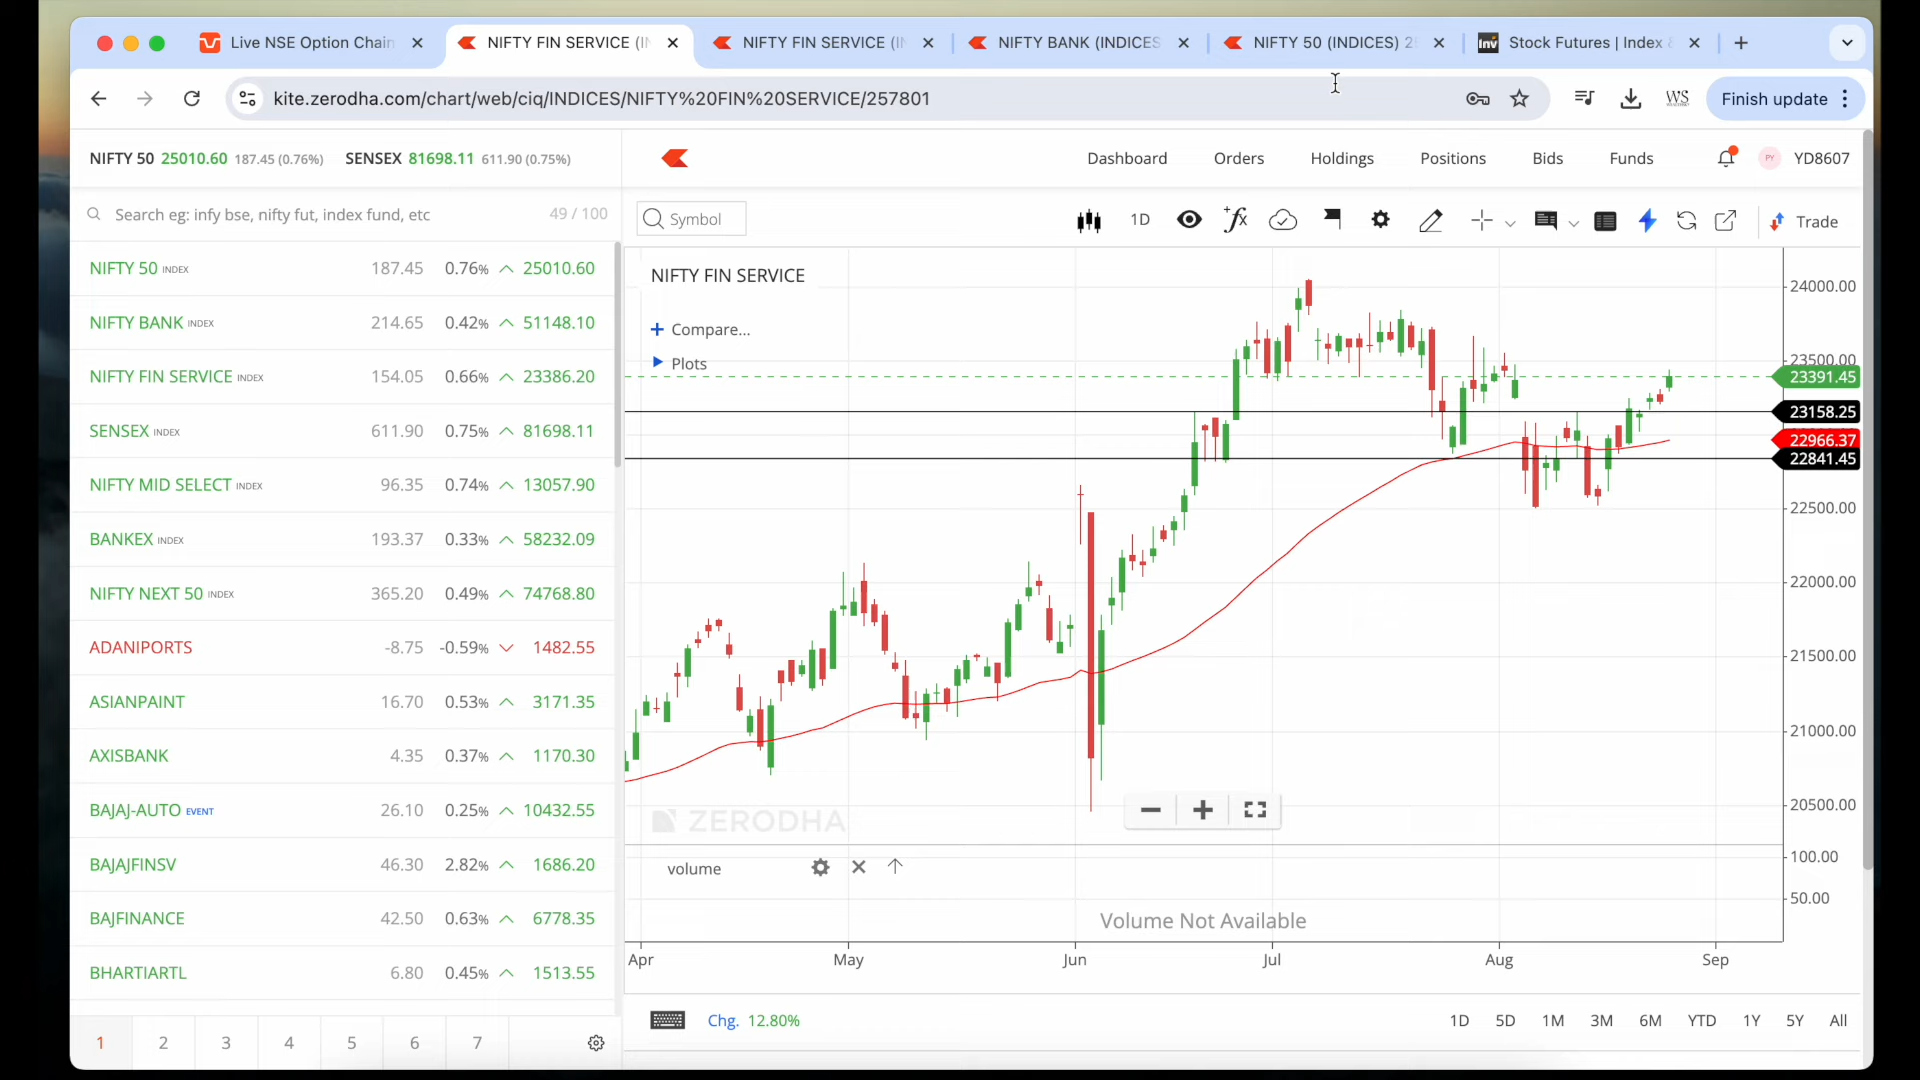 Live NSE Option Chain
NIFTY FIN SERVICE (IN
NIFTY FIN SERVICE (IN
NIFTY BANK (INDICES
NIFTY 50 (INDICES) 2
Inv Stock Futures | Index &
kite.zerodha.com/chart/web/ciq/INDICES/NIFTY%20FIN%20SERVICE/257801
WS
Finish update
NIFTY 50 25010.60 187.45 (0.76%) SENSEX 81698.11 611.90 (0.75%)
Dashboard Orders Holdings Positions Bids Funds PY YD8607
Search eg: infy bse, nifty fut, index fund, etc 49 / 100
Symbol 1D Trade
NIFTY 50 INDEX 187.45 0.76% 25010.60
NIFTY BANK INDEX 214.65 0.42% 51148.10
NIFTY FIN SERVICE INDEX 154.05 0.66% 23386.20
SENSEX INDEX 611.90 0.75% 81698.11
NIFTY MID SELECT INDEX 96.35 0.74% 13057.90
BANKEX INDEX 193.37 0.33% 58232.09
NIFTY NEXT 50 INDEX 365.20 0.49% 74768.80
ADANIPORTS -8.75 -0.59% 1482.55
ASIANPAINT 16.70 0.53% 3171.35
AXISBANK 4.35 0.37% 1170.30
BAJAJ-AUTO EVENT 26.10 0.25% 10432.55
BAJAJFINSV 46.30 2.82% 1686.20
BAJFINANCE 42.50 0.63% 6778.35
BHARTIARTL 6.80 0.45% 1513.55
1 2 3 4 5 6 7
NIFTY FIN SERVICE
+ Compare...
Plots
24000.00
23500.00
23391.45
23158.25
22966.37
22841.45
22500.00
22000.00
21500.00
21000.00
20500.00
ZERODHA
volume
100.00
50.00
Volume Not Available
Apr May Jun Jul Aug Sep
Chg. 12.80%
1D 5D 1M 3M 6M YTD 1Y 5Y All